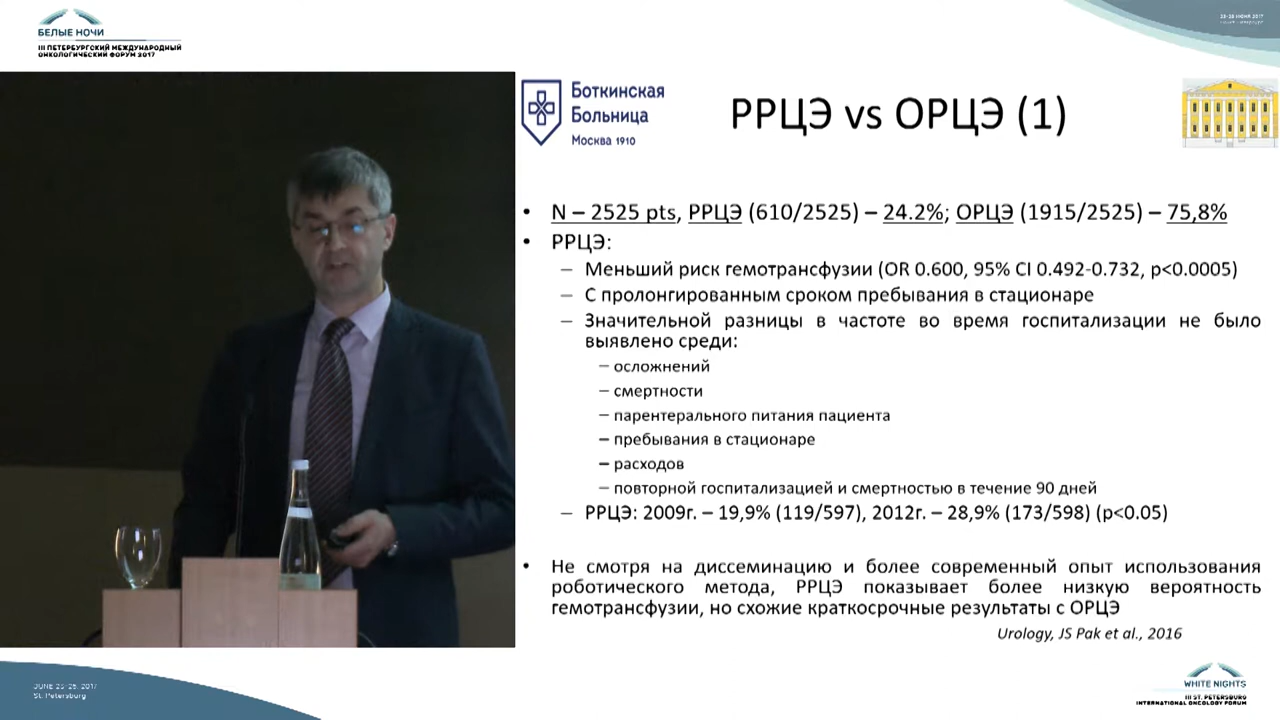 БЕЛЫЕ НОЧИ
III ПЕТЕРБУРГСКИЙ МЕЖДУНАРОДНЫЙ
ОНКОЛОГИЧЕСКИЙ ФОРУМ 2017
Боткинская
Больница
Москва 1910
РРЦЭ vs ОРЦЭ (1)
• N – 2525 pts, РРЦЭ (610/2525) – 24.2%; ОРЦЭ (1915/2525) – 75,8%
• РРЦЭ:
– Меньший риск гемотрансфузии (OR 0.600, 95% CI 0.492-0.732, p<0.0005)
– С пролонгированным сроком пребывания в стационаре
– Значительной разницы в частоте во время госпитализации не было
выявлено среди:
– осложнений
– смертности
– парентерального питания пациента
– пребывания в стационаре
– расходов
– повторной госпитализацией и смертностью в течение 90 дней
– РРЦЭ: 2009г. – 19,9% (119/597), 2012г. – 28,9% (173/598) (p<0.05)
• Не смотря на диссеминацию и более современный опыт использования
роботического метода, РРЦЭ показывает более низкую вероятность
гемотрансфузии, но схожие краткосрочные результаты с ОРЦЭ
Urology, JS Pak et al., 2016
St. Petersburg
WHITE NIGHTS
III ST. PETERSBURG
INTERNATIONAL ONCOLOGY FORUM